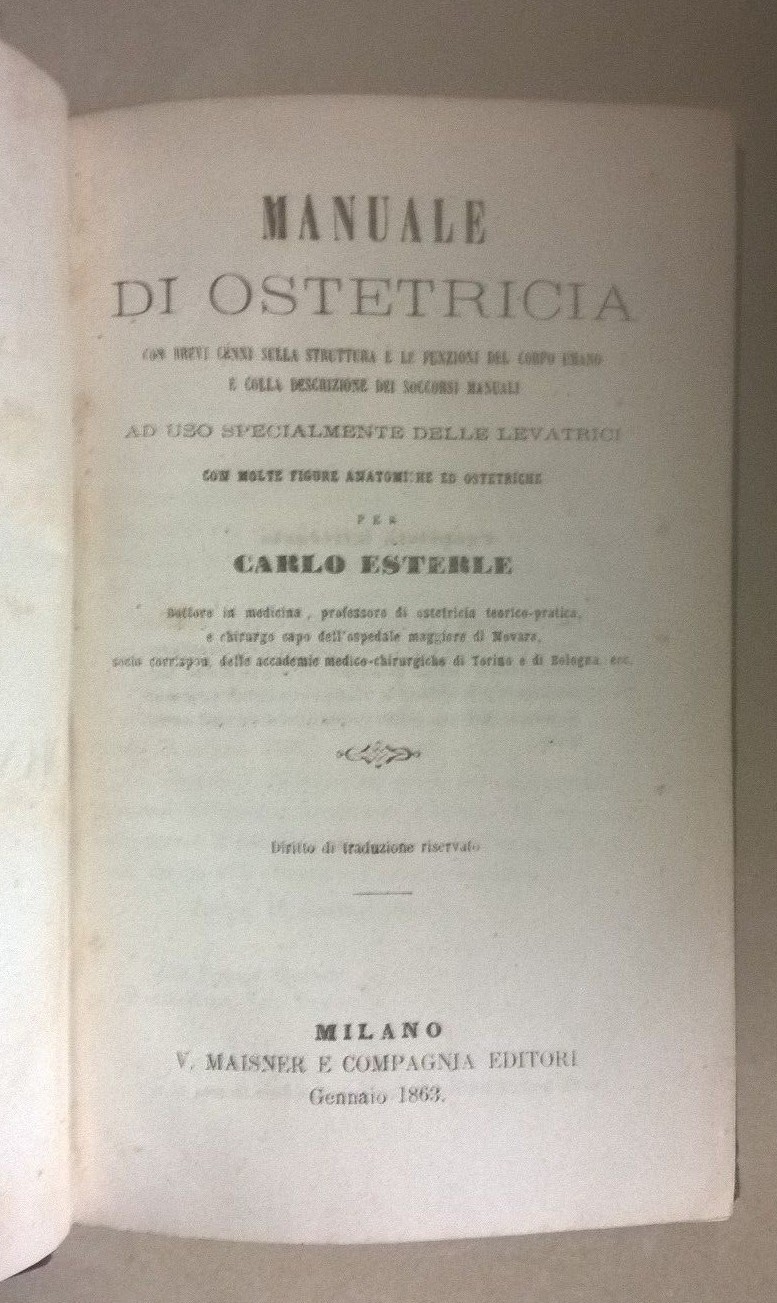 MANUALE
DI OSTETRICIA
CON BREVI CENNI SULLA STRUTTURA E LE FUNZIONI DEL CORPO UMANO
E COLLA DESCRIZIONE DEI SOCCORSI MANUALI
AD USO SPECIALMENTE DELLE LEVATRICI
CON MOLTE FIGURE ANATOMICHE ED OSTETRICHE
PER
CARLO ESTERLE
Dottore in medicina, professore di ostetricia teorico-pratica,
e chirurgo capo dell'ospedale maggiore di Novara,
socio corrispon. delle accademie medico-chirurgiche di Torino e di Bologna, ecc.
Diritto di traduzione riservato
MILANO
V. MAISNER E COMPAGNIA EDITORI
Gennaio 1863.